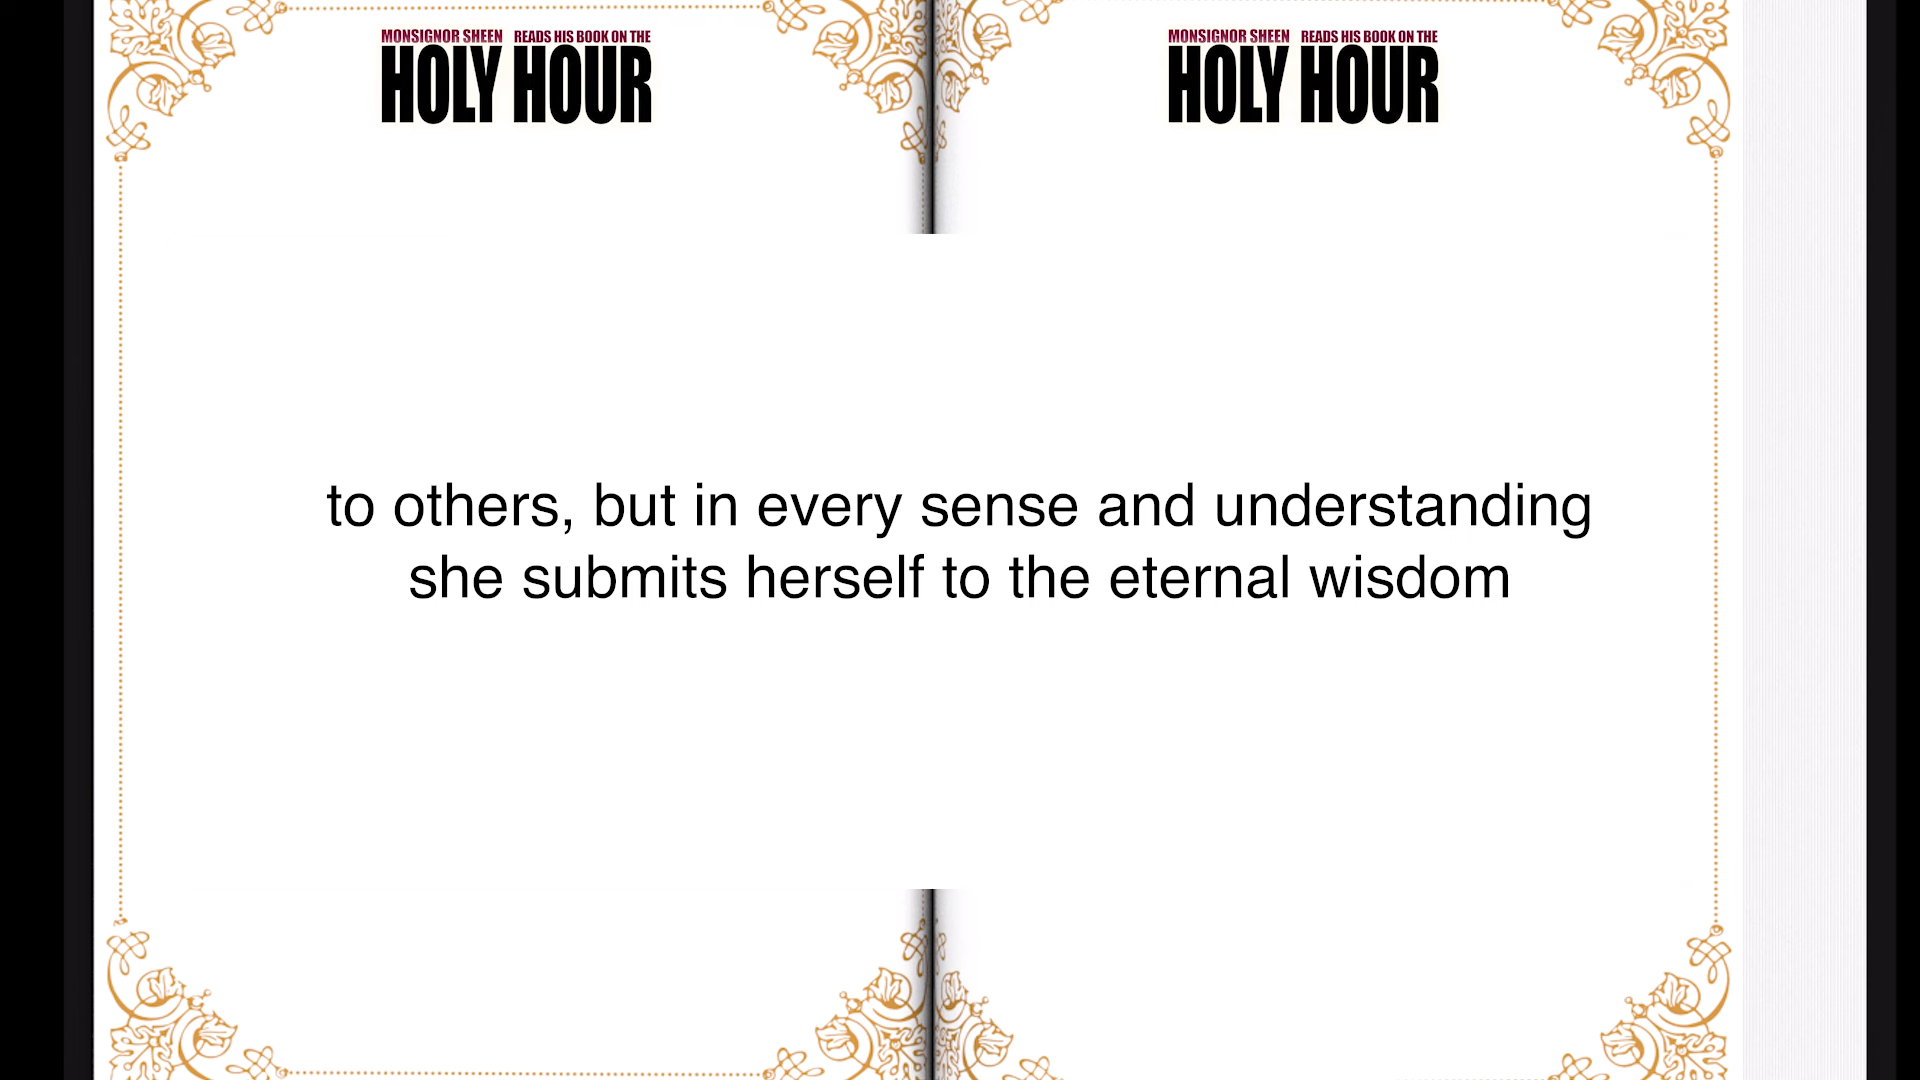 MONSIGNOR SHEEN READS HIS BOOK ON THE
HOLY HOUR
MONSIGNOR SHEEN READS HIS BOOK ON THE
HOLY HOUR
to others, but in every sense and understanding
she submits herself to the eternal wisdom